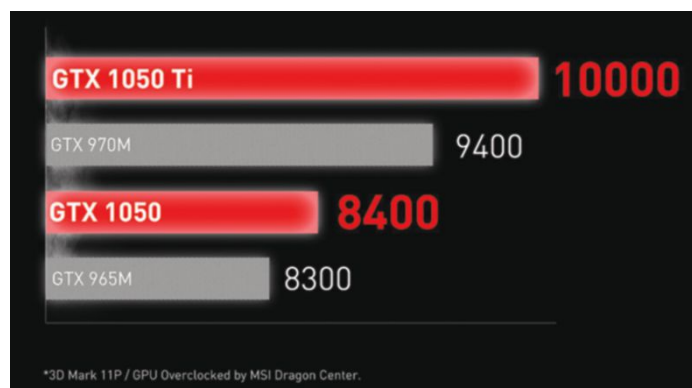 GTX 1050 Ti 10000
GTX 970M 9400
GTX 1050 8400
GTX 965M 8300
*3D Mark 11P / GPU Overclocked by MSI Dragon Center.